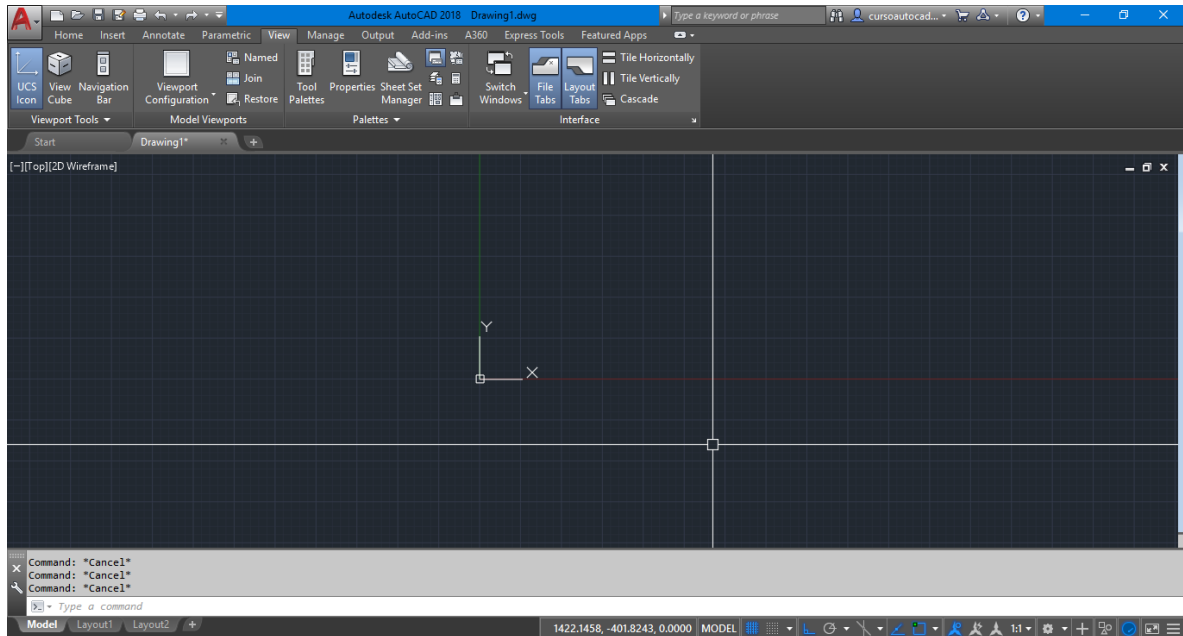 Autodesk AutoCAD 2018 Drawing1.dwg Type a keyword or phrase cursoautocad...
Home Insert Annotate Parametric View Manage Output Add-ins A360 Express Tools Featured Apps
UCS Icon
View Cube
Navigation Bar
Viewport Configuration
Named
Join
Restore
Tool Palettes
Properties
Sheet Set Manager
Switch Windows
File Tabs
Layout Tabs
Tile Horizontally
Tile Vertically
Cascade
Viewport Tools Model Viewports Palettes Interface
Start Drawing1*
[−][Top][2D Wireframe]
Y
X
Command: *Cancel*
Command: *Cancel*
Command: *Cancel*
Type a command
Model Layout1 Layout2 +
1422.1458, -401.8243, 0.0000 MODEL 1:1